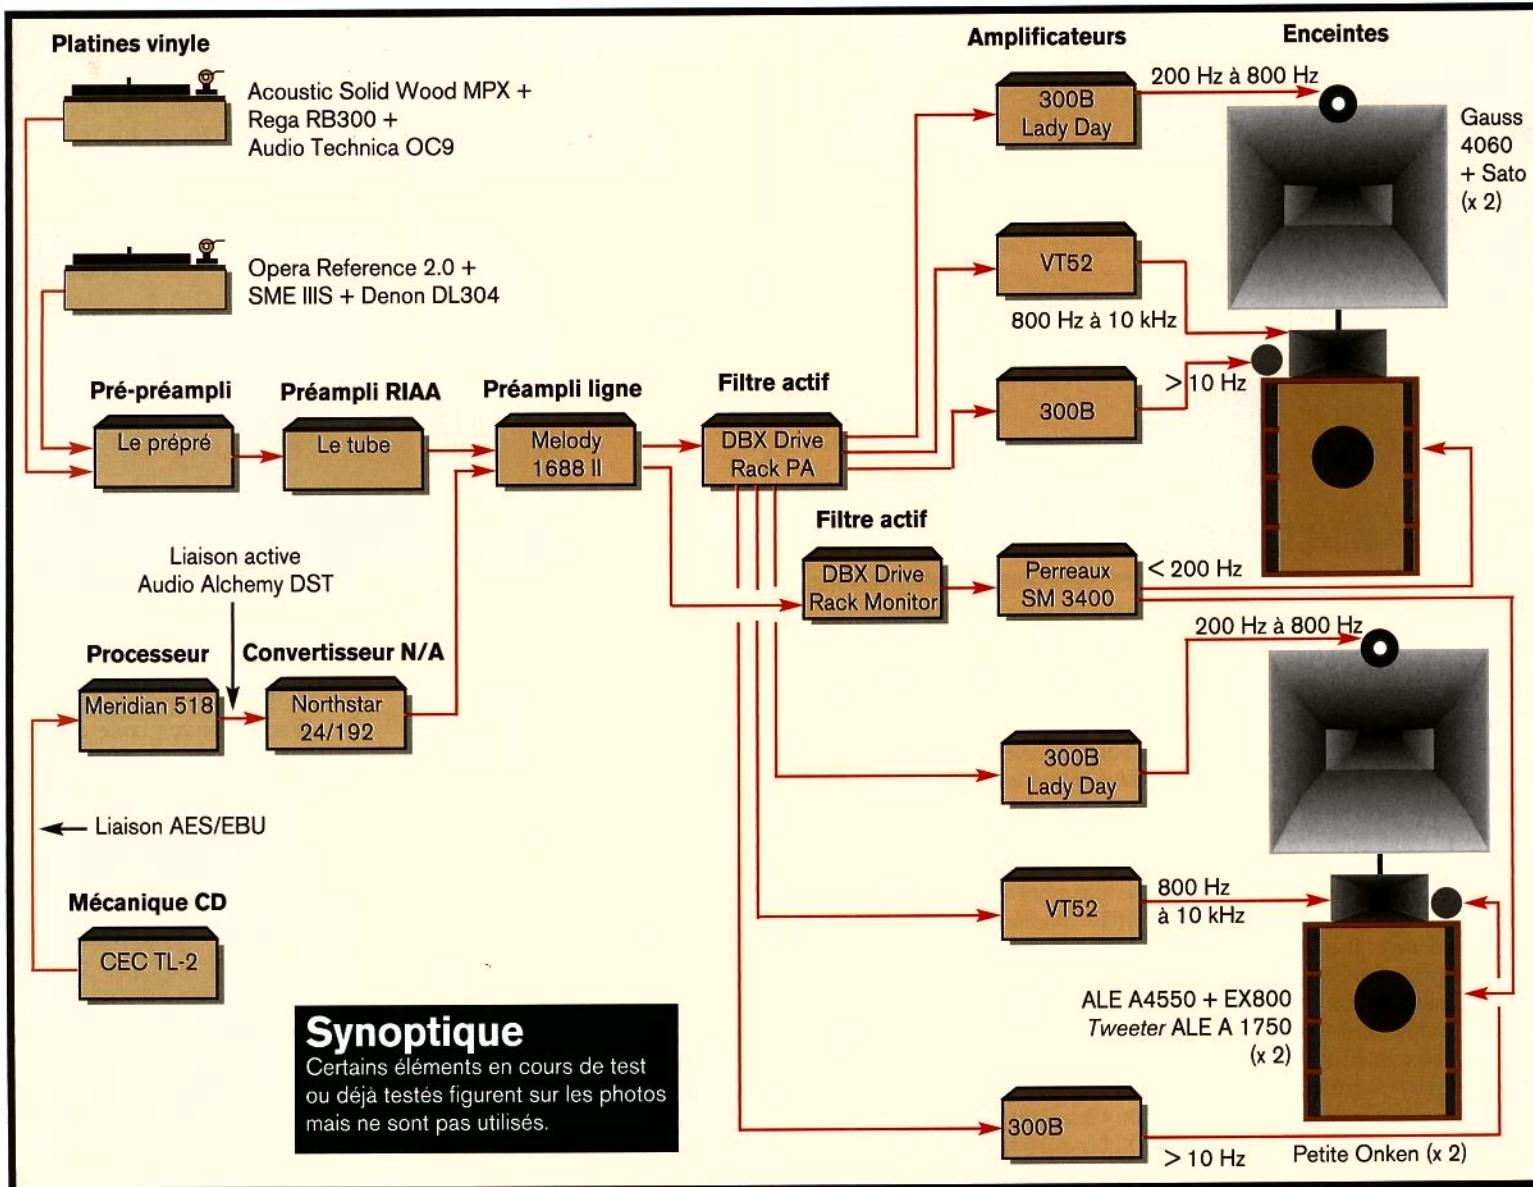 Platines vinyle
Acoustic Solid Wood MPX +
Rega RB300 +
Audio Technica OC9
Opera Reference 2.0 +
SME IIIS + Denon DL304
Pré-préampli
Le prépré
Préampli RIAA
Le tube
Préampli ligne
Melody
1688 II
Filtre actif
DBX Drive
Rack PA
Filtre actif
DBX Drive
Rack Monitor
Liaison active
Audio Alchemy DST
Processeur
Meridian 518
Convertisseur N/A
Northstar
24/192
Liaison AES/EBU
Mécanique CD
CEC TL-2
Synoptique
Certains éléments en cours de test
ou déjà testés figurent sur les photos
mais ne sont pas utilisés.
Amplificateurs
Enceintes
300B
Lady Day
200 Hz à 800 Hz
Gauss
4060
+ Sato
(x 2)
VT52
800 Hz à 10 kHz
300B
> 10 Hz
Perreaux
SM 3400
< 200 Hz
200 Hz à 800 Hz
300B
Lady Day
VT52
800 Hz
à 10 kHz
ALE A4550 + EX800
Tweeter ALE A 1750
(x 2)
300B
> 10 Hz
Petite Onken (x 2)